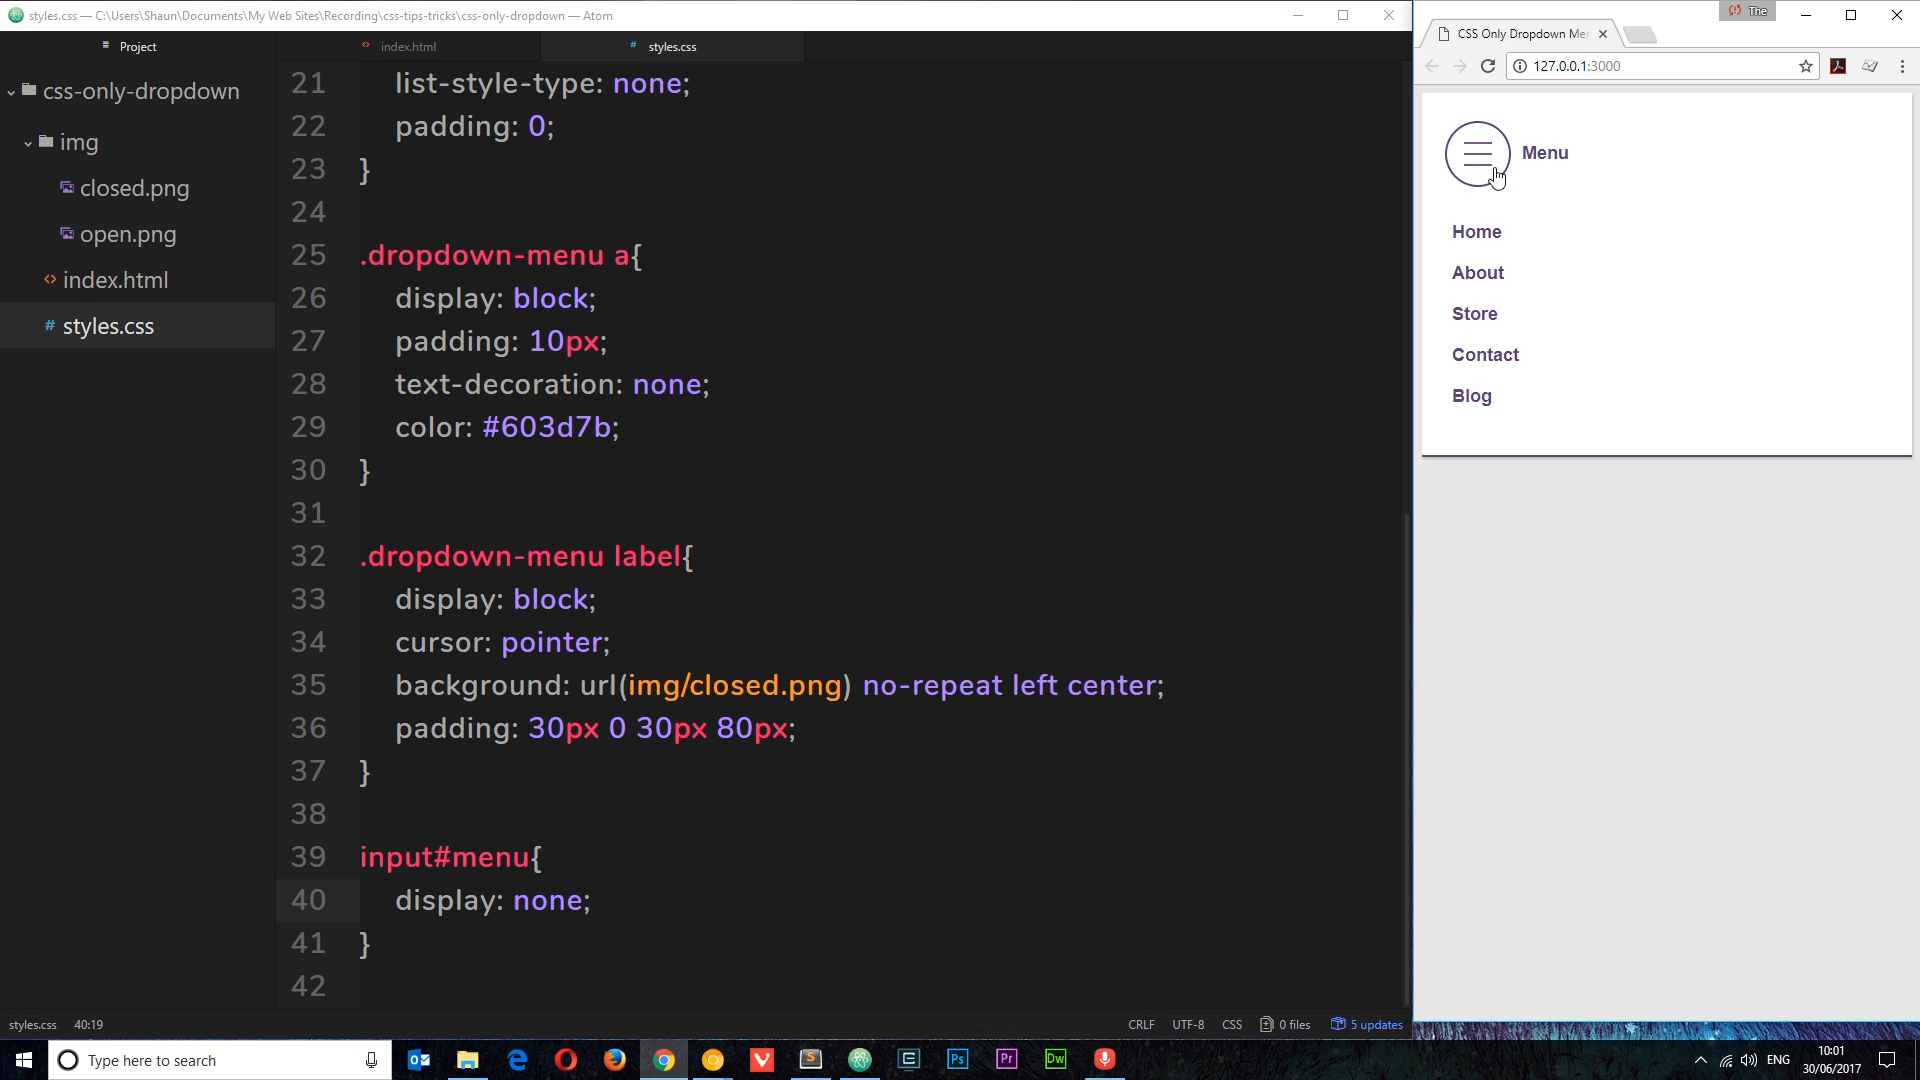 styles.css — C:\Users\Shaun\Documents\My Web Sites\Recording\css-tips-tricks\css-only-dropdown — Atom
Project
index.html
styles.css
css-only-dropdown
img
closed.png
open.png
index.html
styles.css
21 list-style-type: none;
22 padding: 0;
23 }
24
25 .dropdown-menu a{
26 display: block;
27 padding: 10px;
28 text-decoration: none;
29 color: #603d7b;
30 }
31
32 .dropdown-menu label{
33 display: block;
34 cursor: pointer;
35 background: url(img/closed.png) no-repeat left center;
36 padding: 30px 0 30px 80px;
37 }
38
39 input#menu{
40 display: none;
41 }
42
styles.css 40:19
CRLF UTF-8 CSS 0 files 5 updates
The
CSS Only Dropdown Me
127.0.0.1:3000
Menu
Home
About
Store
Contact
Blog
Type here to search
Ps
Pr
Dw
ENG
10:01
30/06/2017